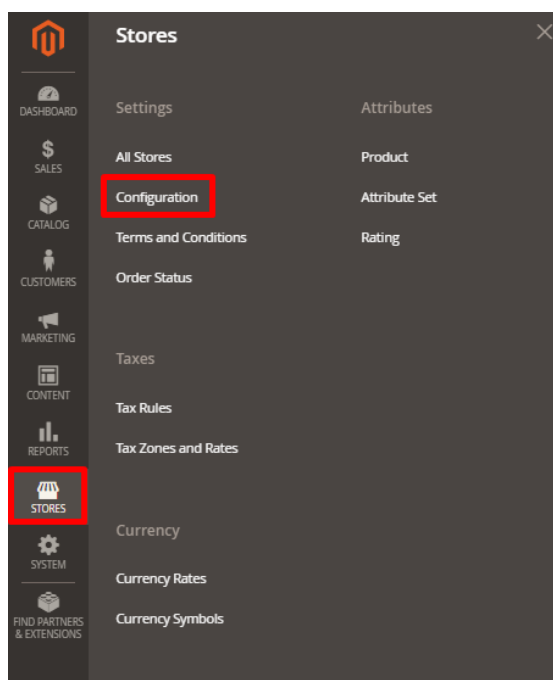 Stores
DASHBOARD
SALES
CATALOG
CUSTOMERS
MARKETING
CONTENT
REPORTS
STORES
SYSTEM
FIND PARTNERS
& EXTENSIONS
Settings
All Stores
Configuration
Terms and Conditions
Order Status
Taxes
Tax Rules
Tax Zones and Rates
Currency
Currency Rates
Currency Symbols
Attributes
Product
Attribute Set
Rating